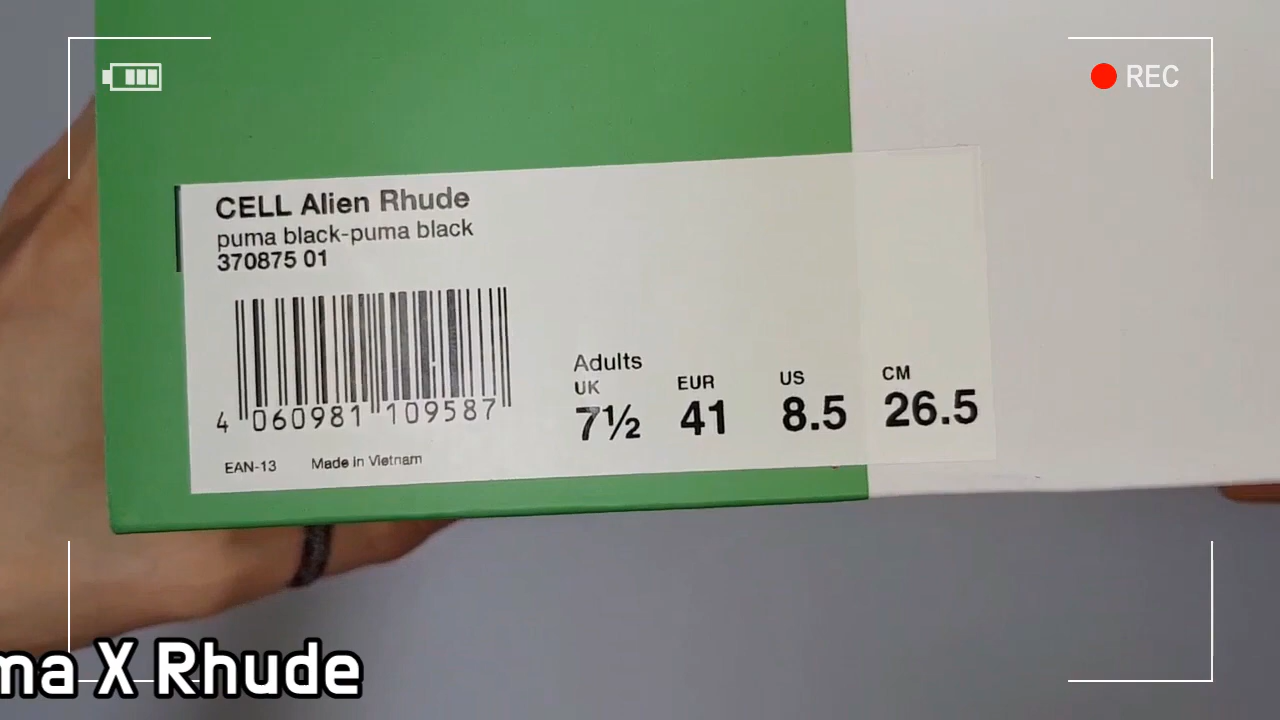 REC
CELL Alien Rhude
puma black-puma black
370875 01
4 060981 109587
EAN-13 Made in Vietnam
Adults
UK EUR US CM
7½ 41 8.5 26.5
ma X Rhude